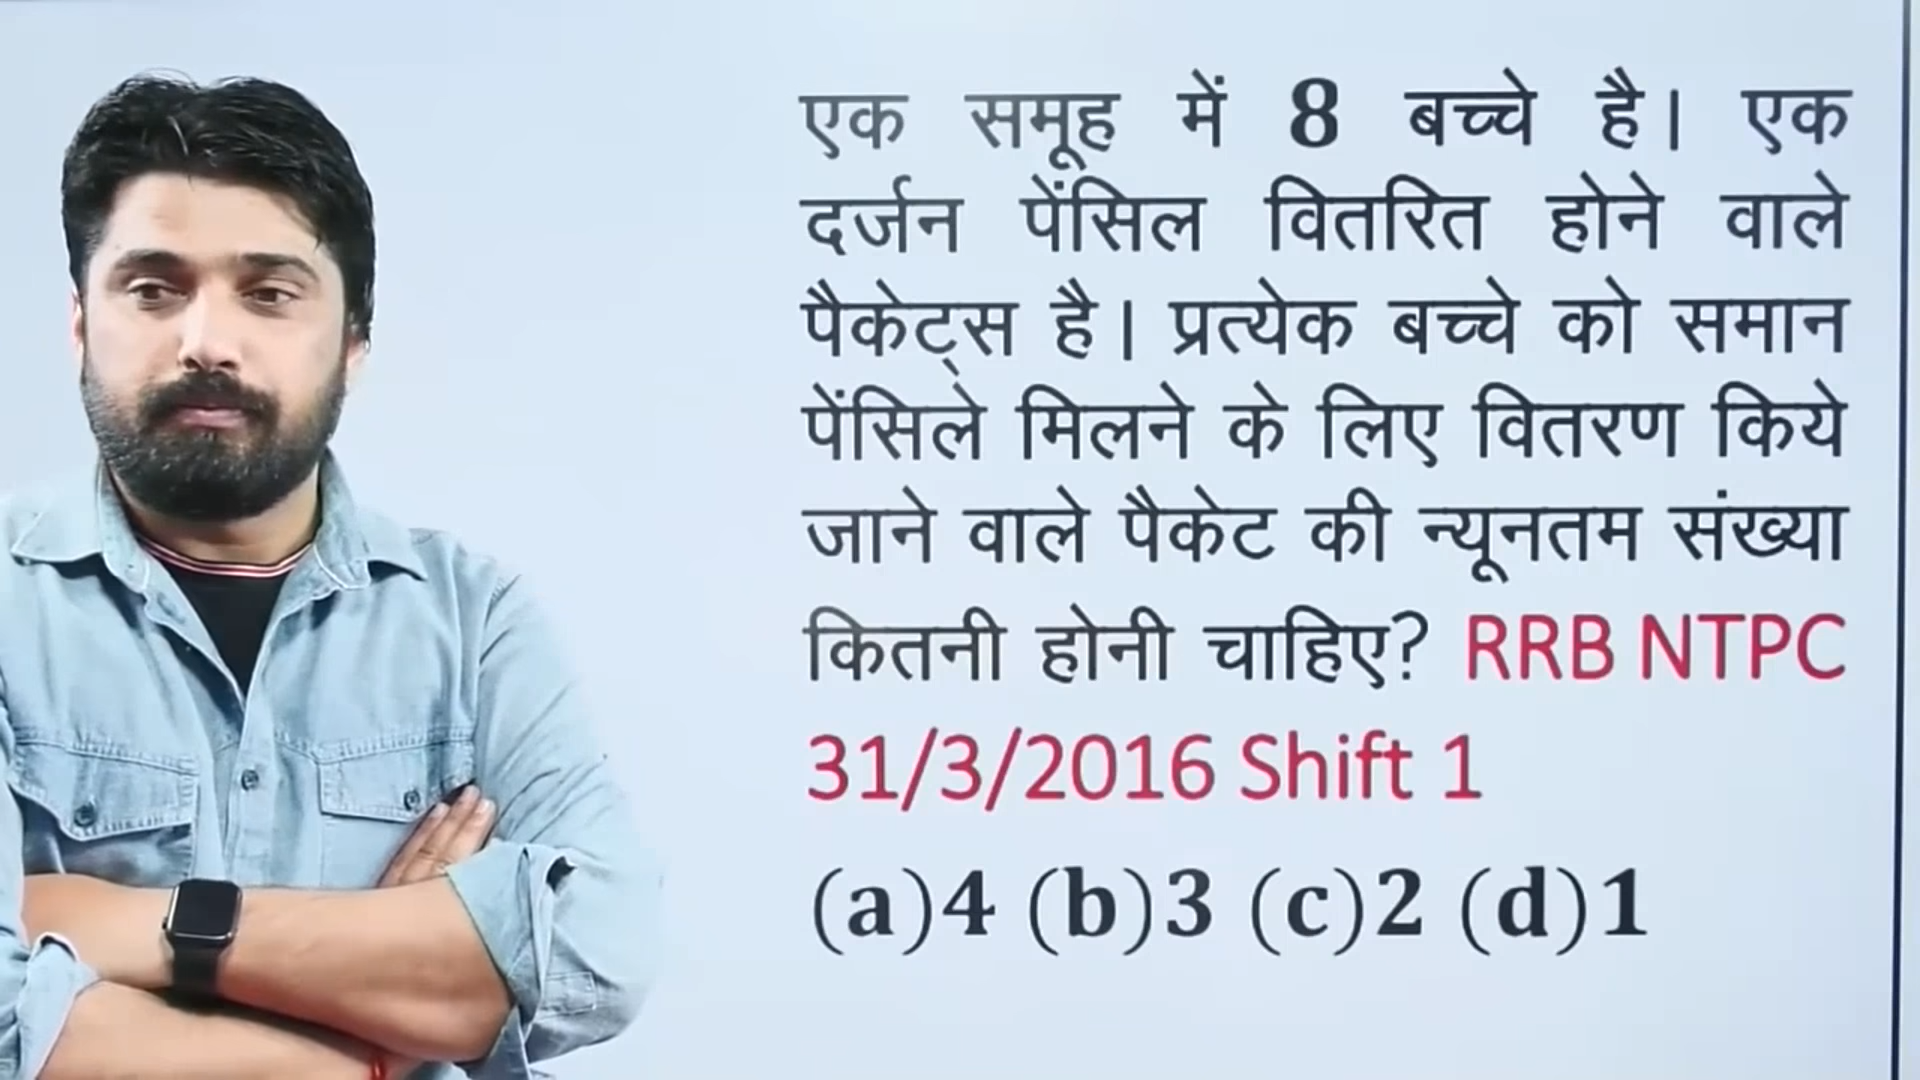 एक समूह में 8 बच्चे है। एक
दर्जन पेंसिल वितरित होने वाले
पैकेट्स है। प्रत्येक बच्चे को समान
पेंसिले मिलने के लिए वितरण किये
जाने वाले पैकेट की न्यूनतम संख्या
कितनी होनी चाहिए? RRB NTPC
31/3/2016 Shift 1
(a)4 (b)3 (c)2 (d)1